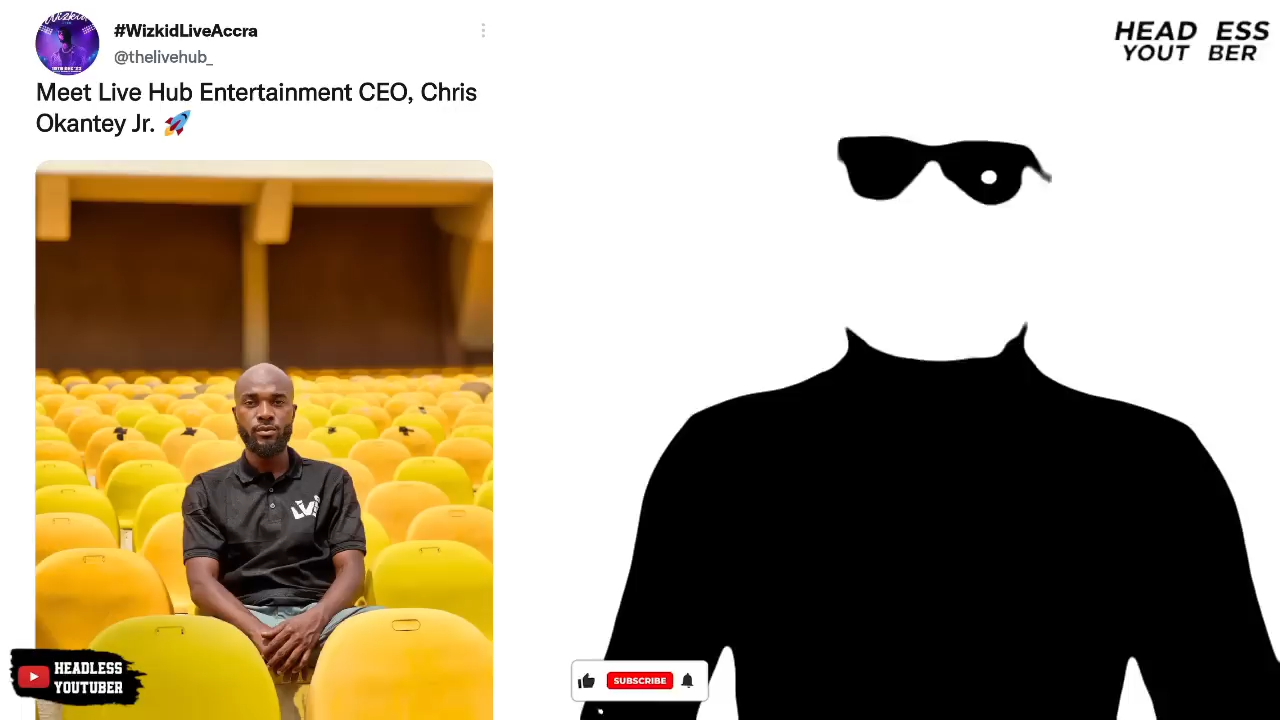 #WizkidLiveAccra
@thelivehub_
Meet Live Hub Entertainment CEO, Chris
Okantey Jr. 🚀
HEAD ESS
YOUT BER
HEADLESS
YOUTUBER
SUBSCRIBE